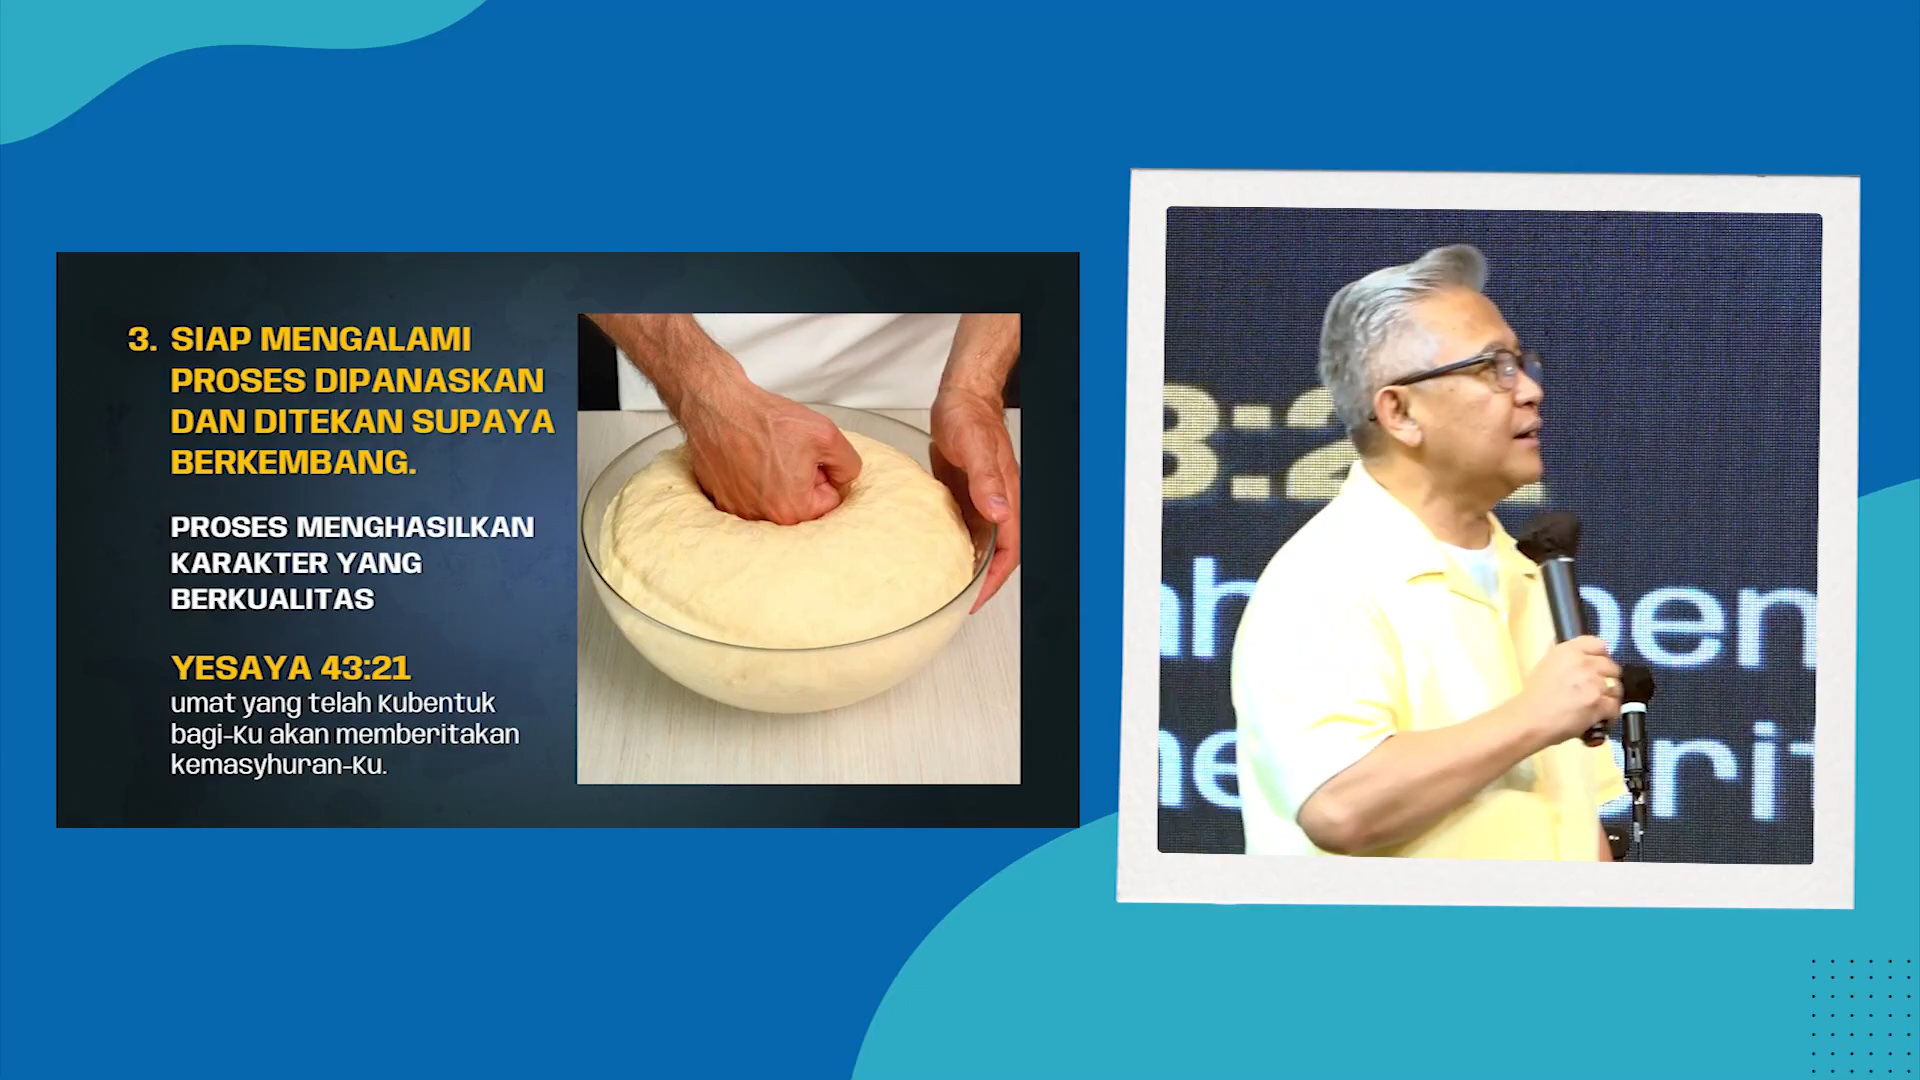 3. SIAP MENGALAMI
PROSES DIPANASKAN
DAN DITEKAN SUPAYA
BERKEMBANG.
PROSES MENGHASILKAN
KARAKTER YANG
BERKUALITAS
YESAYA 43:21
umat yang telah Kubentuk
bagi-Ku akan memberitakan
kemasyhuran-Ku.